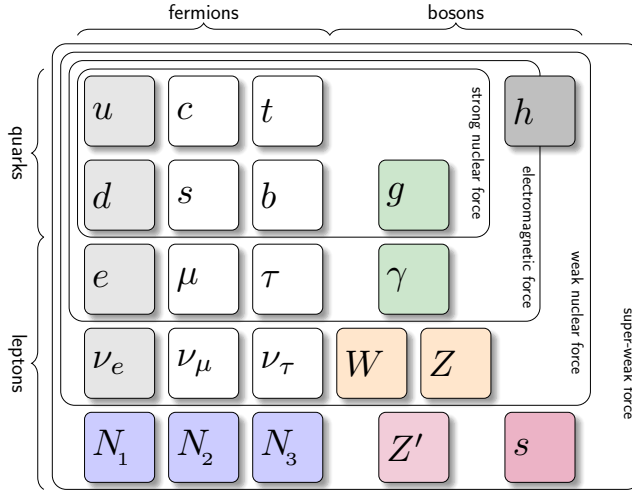 fermions bosons
quarks
leptons
u c t h
d s b g
e μ τ γ
ν_e ν_μ ν_τ W Z
N_1 N_2 N_3 Z′ s
strong nuclear force
electromagnetic force
weak nuclear force
super-weak force